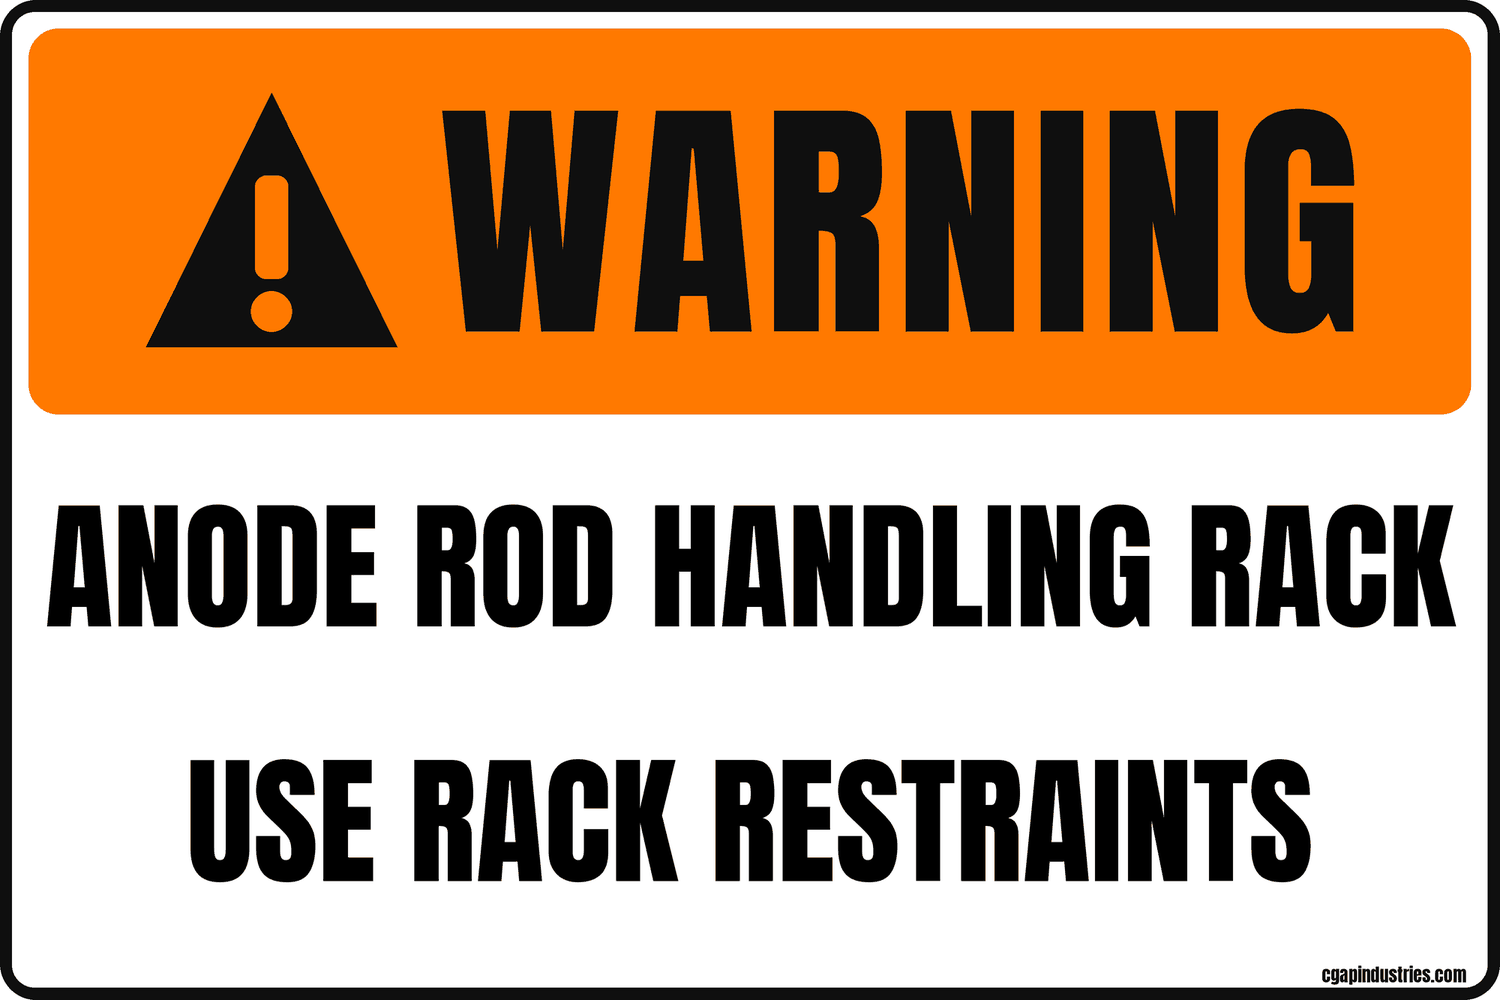 WARNING
ANODE ROD HANDLING RACK
USE RACK RESTRAINTS
cgapindustries.com